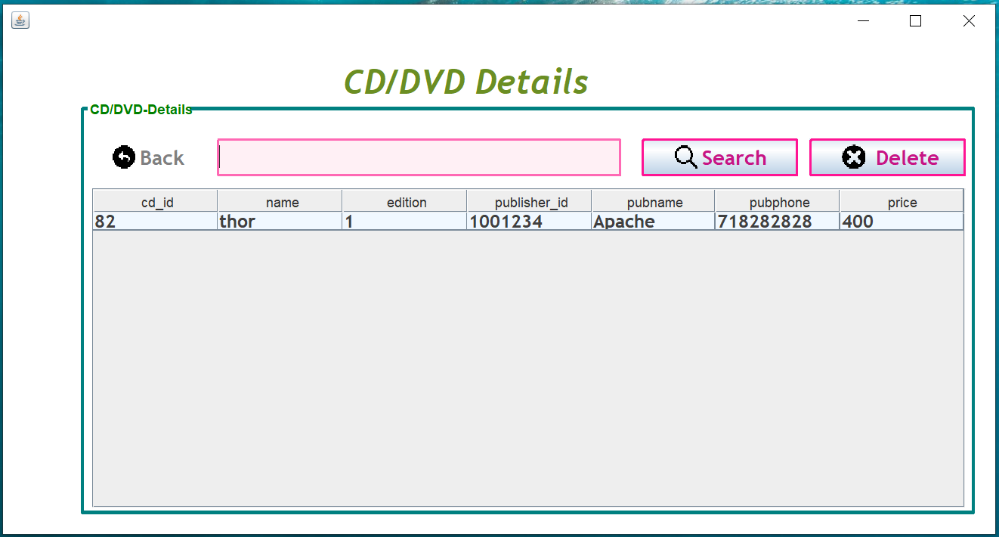 CD/DVD Details
CD/DVD-Details
Back Search Delete
cd_id name edition publisher_id pubname pubphone price
82 thor 1 1001234 Apache 718282828 400